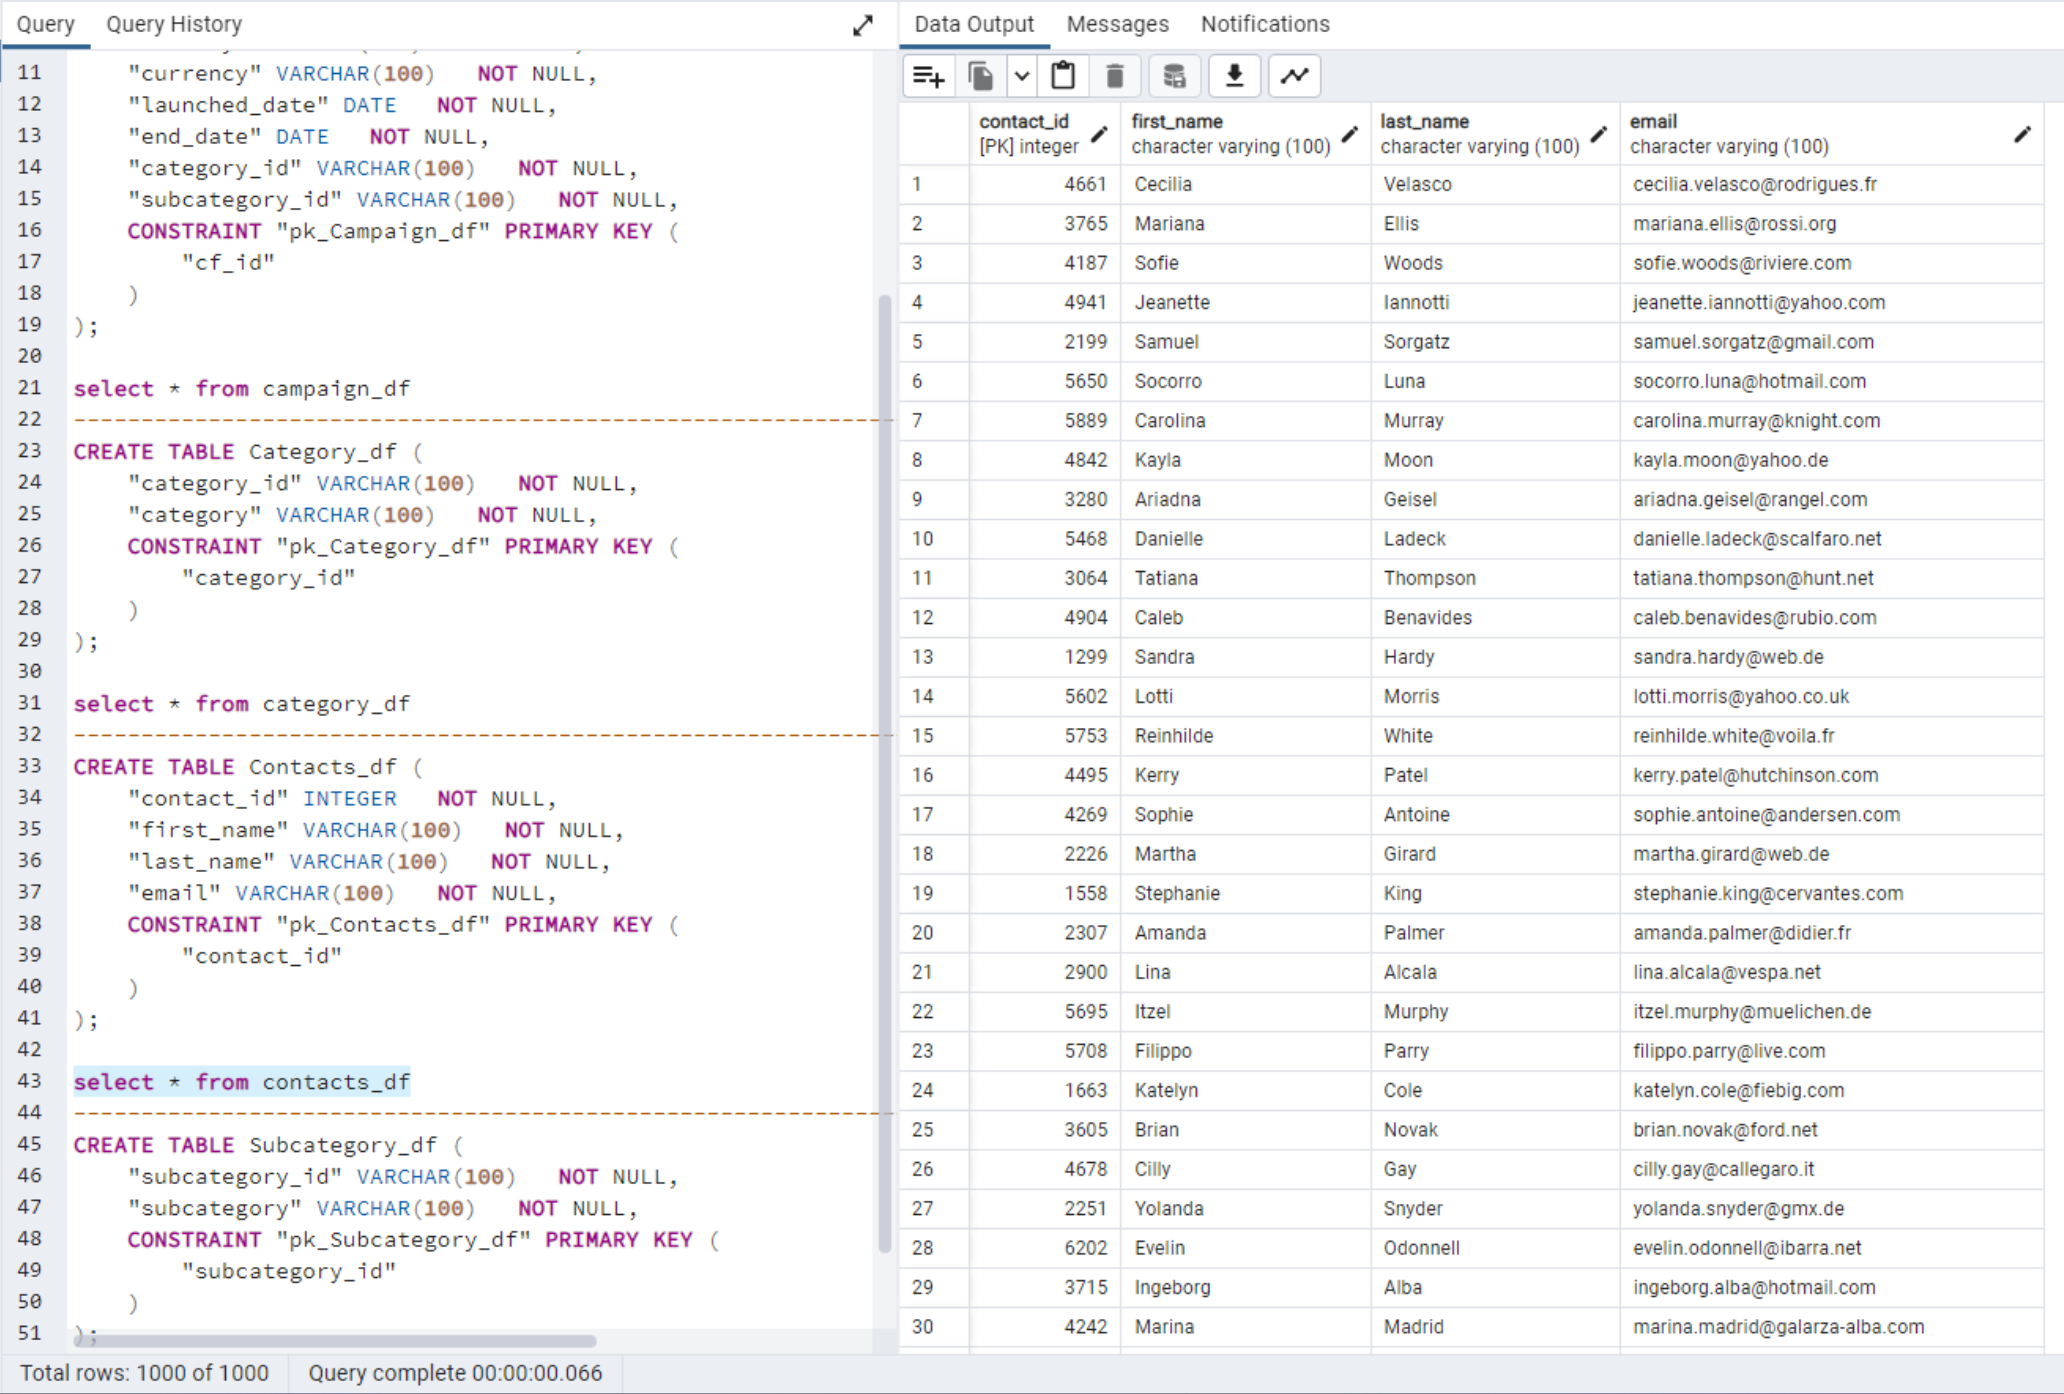 Query Query History
11 "currency" VARCHAR(100) NOT NULL,
12 "launched_date" DATE NOT NULL,
13 "end_date" DATE NOT NULL,
14 "category_id" VARCHAR(100) NOT NULL,
15 "subcategory_id" VARCHAR(100) NOT NULL,
16 CONSTRAINT "pk_Campaign_df" PRIMARY KEY (
17 "cf_id"
18 )
19 );
20
21 select * from campaign_df
22 --------------------------------------------------------------
23 CREATE TABLE Category_df (
24 "category_id" VARCHAR(100) NOT NULL,
25 "category" VARCHAR(100) NOT NULL,
26 CONSTRAINT "pk_Category_df" PRIMARY KEY (
27 "category_id"
28 )
29 );
30
31 select * from category_df
32 --------------------------------------------------------------
33 CREATE TABLE Contacts_df (
34 "contact_id" INTEGER NOT NULL,
35 "first_name" VARCHAR(100) NOT NULL,
36 "last_name" VARCHAR(100) NOT NULL,
37 "email" VARCHAR(100) NOT NULL,
38 CONSTRAINT "pk_Contacts_df" PRIMARY KEY (
39 "contact_id"
40 )
41 );
42
43 select * from contacts_df
44 --------------------------------------------------------------
45 CREATE TABLE Subcategory_df (
46 "subcategory_id" VARCHAR(100) NOT NULL,
47 "subcategory" VARCHAR(100) NOT NULL,
48 CONSTRAINT "pk_Subcategory_df" PRIMARY KEY (
49 "subcategory_id"
50 )
51 );
Data Output Messages Notifications
contact_id first_name last_name email
[PK] integer character varying (100) character varying (100) character varying (100)
1 4661 Cecilia Velasco cecilia.velasco@rodrigues.fr
2 3765 Mariana Ellis mariana.ellis@rossi.org
3 4187 Sofie Woods sofie.woods@riviere.com
4 4941 Jeanette Iannotti jeanette.iannotti@yahoo.com
5 2199 Samuel Sorgatz samuel.sorgatz@gmail.com
6 5650 Socorro Luna socorro.luna@hotmail.com
7 5889 Carolina Murray carolina.murray@knight.com
8 4842 Kayla Moon kayla.moon@yahoo.de
9 3280 Ariadna Geisel ariadna.geisel@rangel.com
10 5468 Danielle Ladeck danielle.ladeck@scalfaro.net
11 3064 Tatiana Thompson tatiana.thompson@hunt.net
12 4904 Caleb Benavides caleb.benavides@rubio.com
13 1299 Sandra Hardy sandra.hardy@web.de
14 5602 Lotti Morris lotti.morris@yahoo.co.uk
15 5753 Reinhilde White reinhilde.white@voila.fr
16 4495 Kerry Patel kerry.patel@hutchinson.com
17 4269 Sophie Antoine sophie.antoine@andersen.com
18 2226 Martha Girard martha.girard@web.de
19 1558 Stephanie King stephanie.king@cervantes.com
20 2307 Amanda Palmer amanda.palmer@didier.fr
21 2900 Lina Alcala lina.alcala@vespa.net
22 5695 Itzel Murphy itzel.murphy@muelichen.de
23 5708 Filippo Parry filippo.parry@live.com
24 1663 Katelyn Cole katelyn.cole@fiebig.com
25 3605 Brian Novak brian.novak@ford.net
26 4678 Cilly Gay cilly.gay@callegaro.it
27 2251 Yolanda Snyder yolanda.snyder@gmx.de
28 6202 Evelin Odonnell evelin.odonnell@ibarra.net
29 3715 Ingeborg Alba ingeborg.alba@hotmail.com
30 4242 Marina Madrid marina.madrid@galarza-alba.com
Total rows: 1000 of 1000 Query complete 00:00:00.066